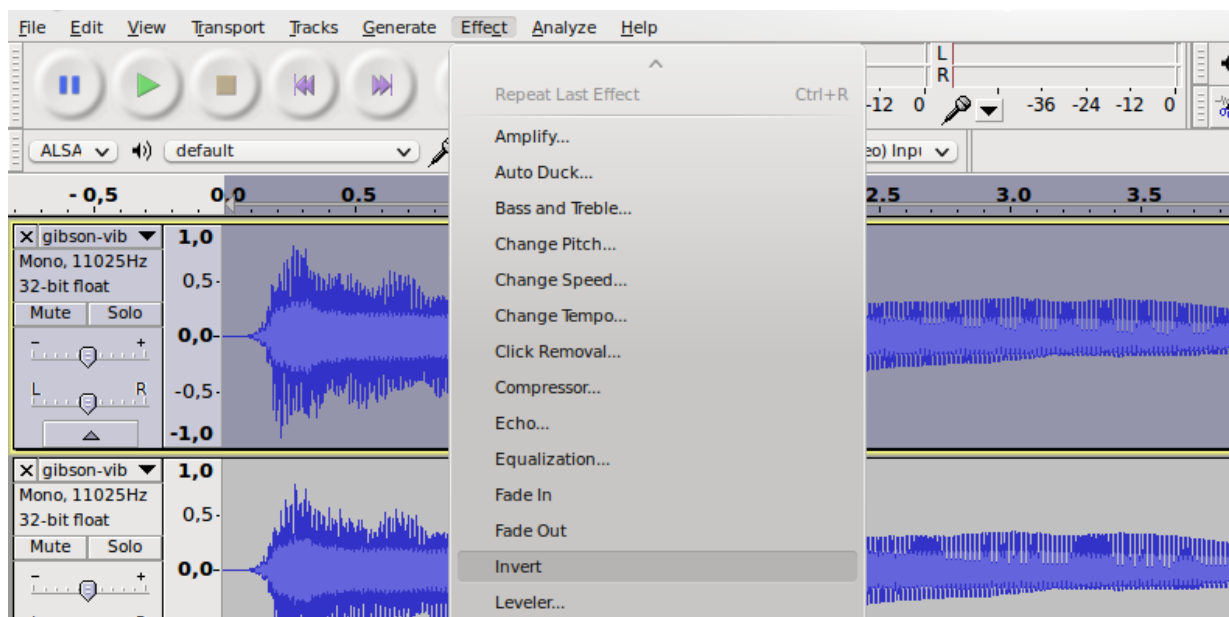 File Edit View Transport Tracks Generate Effect Analyze Help
L
R
-12 0 -36 -24 -12 0
ALSA default
Inpu
- 0,5 0,0 0.5 2.5 3.0 3.5
Repeat Last Effect Ctrl+R
Amplify...
Auto Duck...
Bass and Treble...
Change Pitch...
Change Speed...
Change Tempo...
Click Removal...
Compressor...
Echo...
Equalization...
Fade In
Fade Out
Invert
Leveler...
X gibson-vib 1,0
Mono, 11025Hz
32-bit float 0,5
Mute Solo
0,0
- +
L R -0,5
-1,0
X gibson-vib 1,0
Mono, 11025Hz
32-bit float 0,5
Mute Solo
0,0
- +